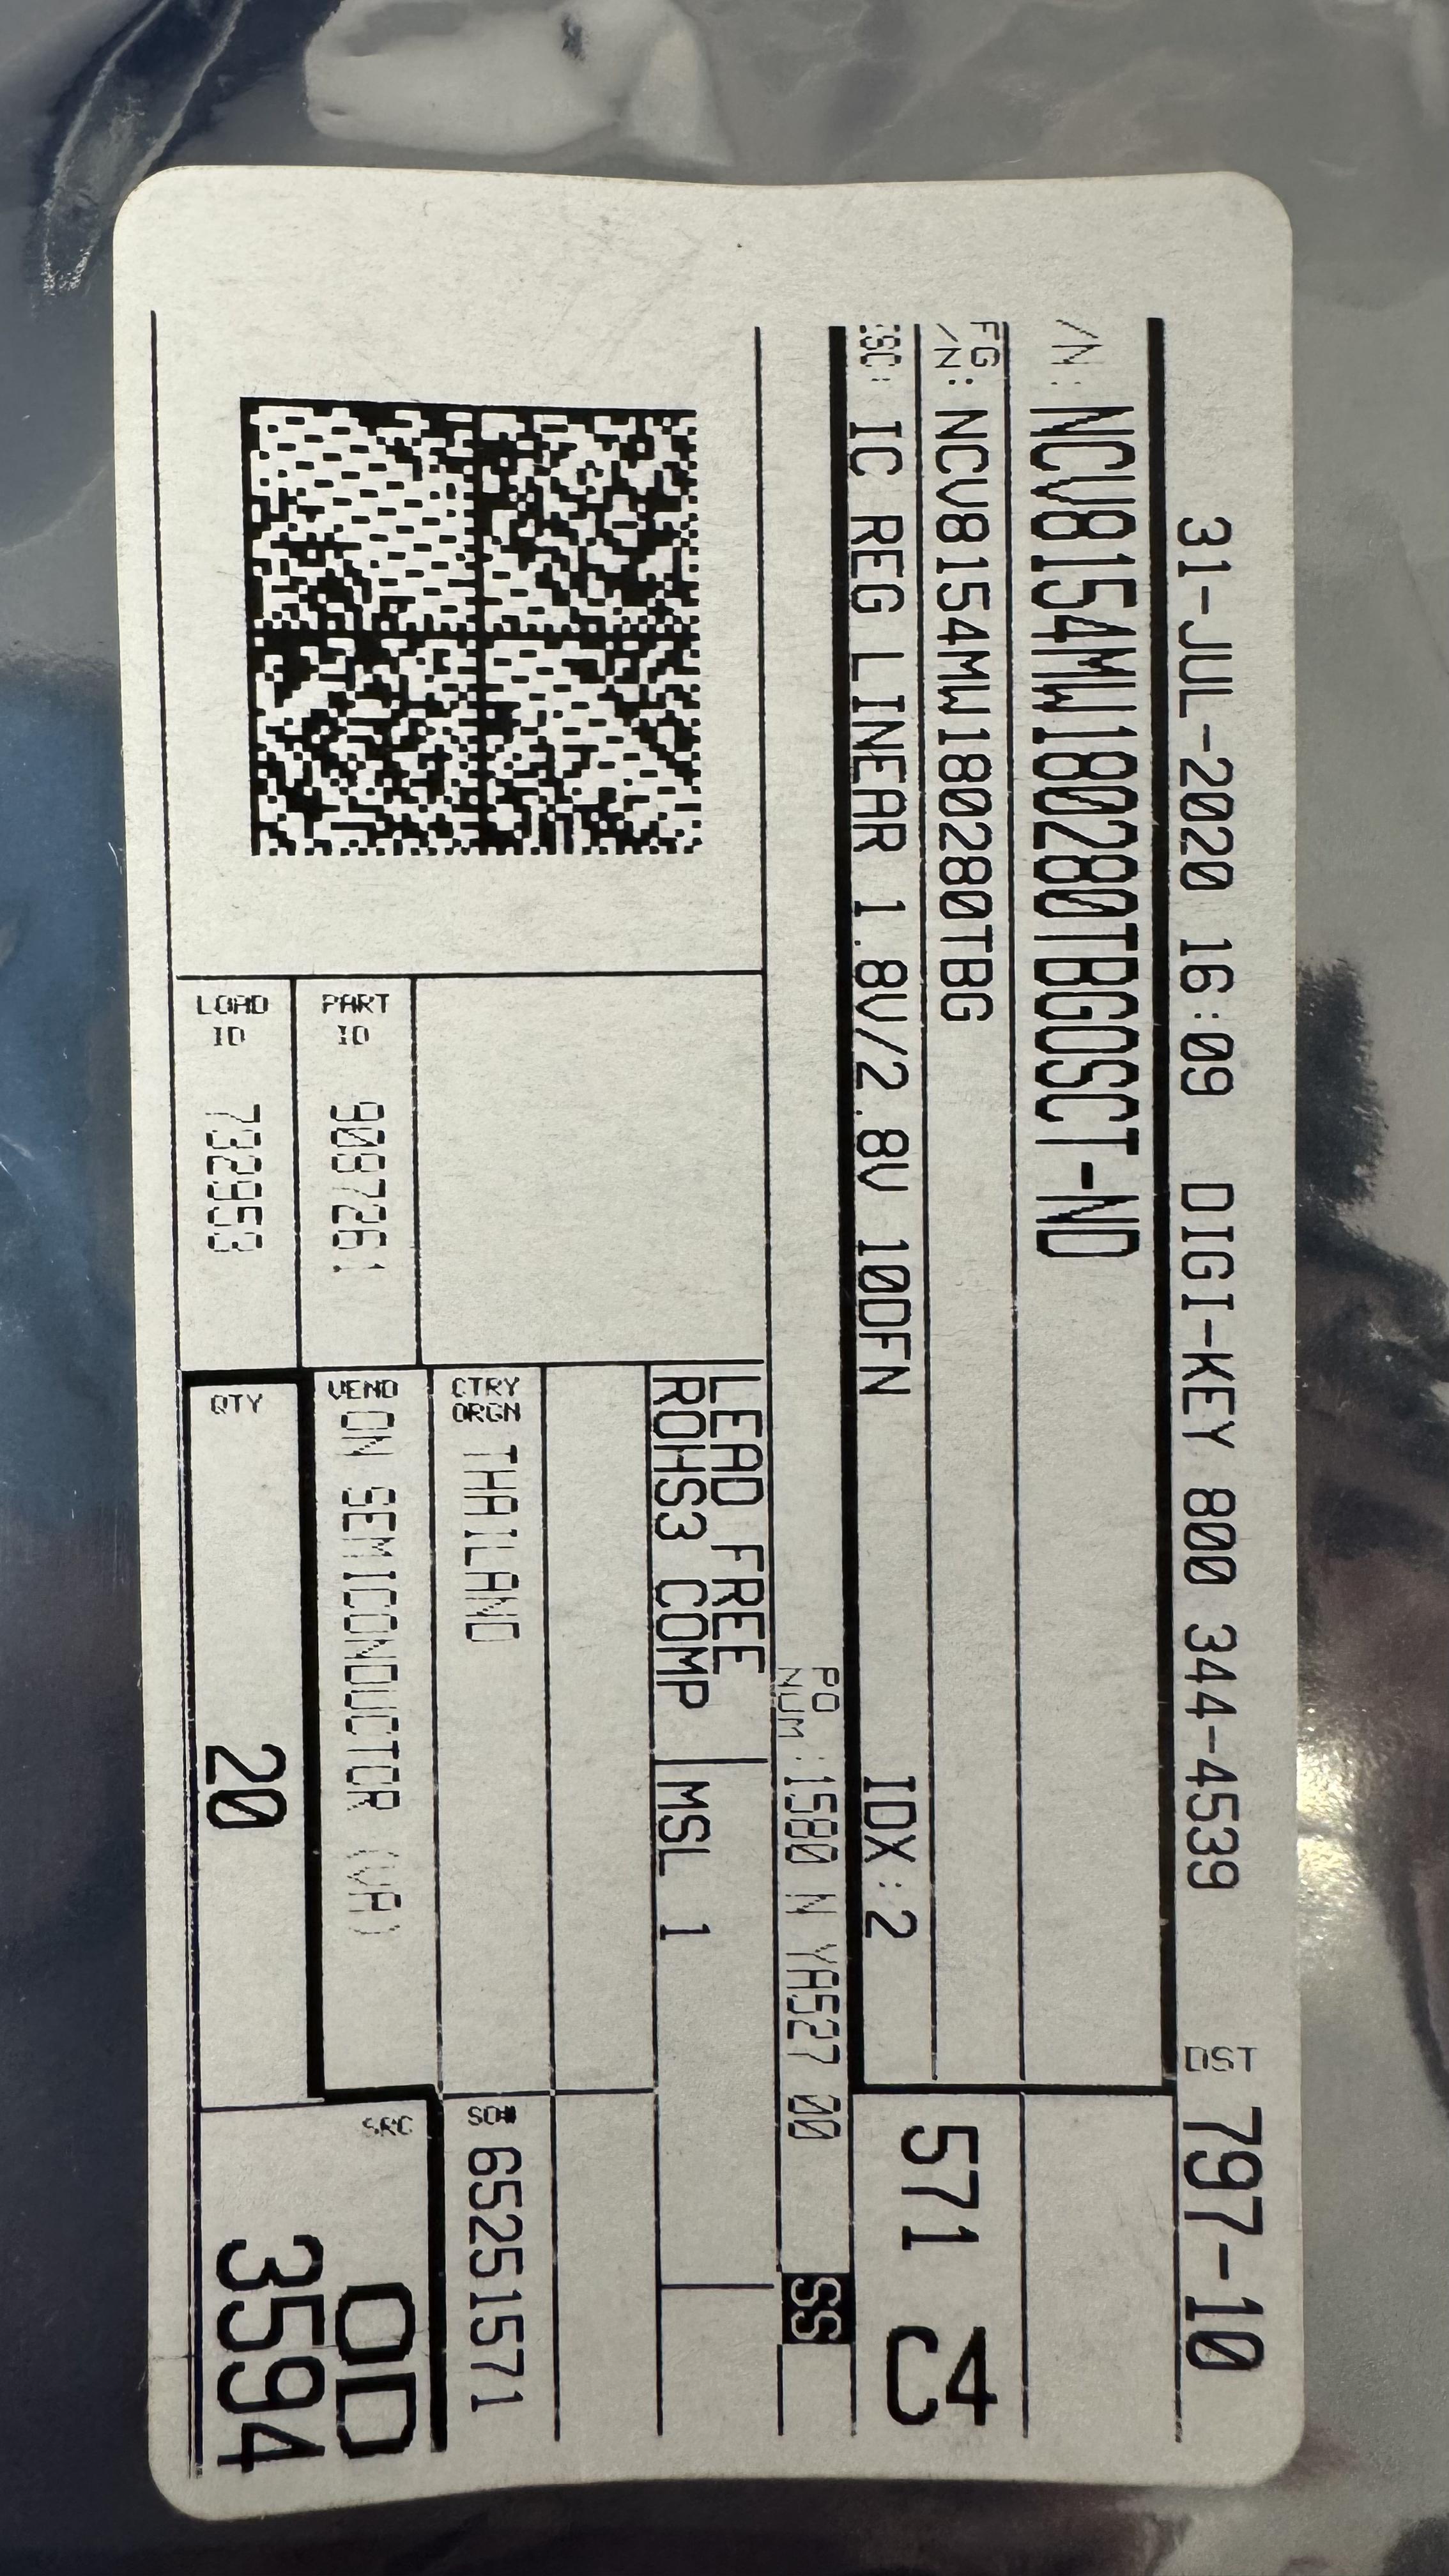 31-JUL-2020 16:09 DIGI-KEY 800 344-4539
DST 797-10
/N: NCV8154MW180280TBGOSCT-ND
FG
/N: NCV8154MW180280TBG
571 C4
SC: IC REG LINEAR 1.8V/2.8V 10DFN IDX:2
PO
NUM :1580 N YA527 00 SS
LEAD FREE
ROHS3 COMP
MSL 1
CTRY
ORGN THAILAND
SO# 65251571
PART
ID
VEND ON SEMICONDUCTOR (VA)
SRC OD
3594
LOAD
ID 732953
QTY 20